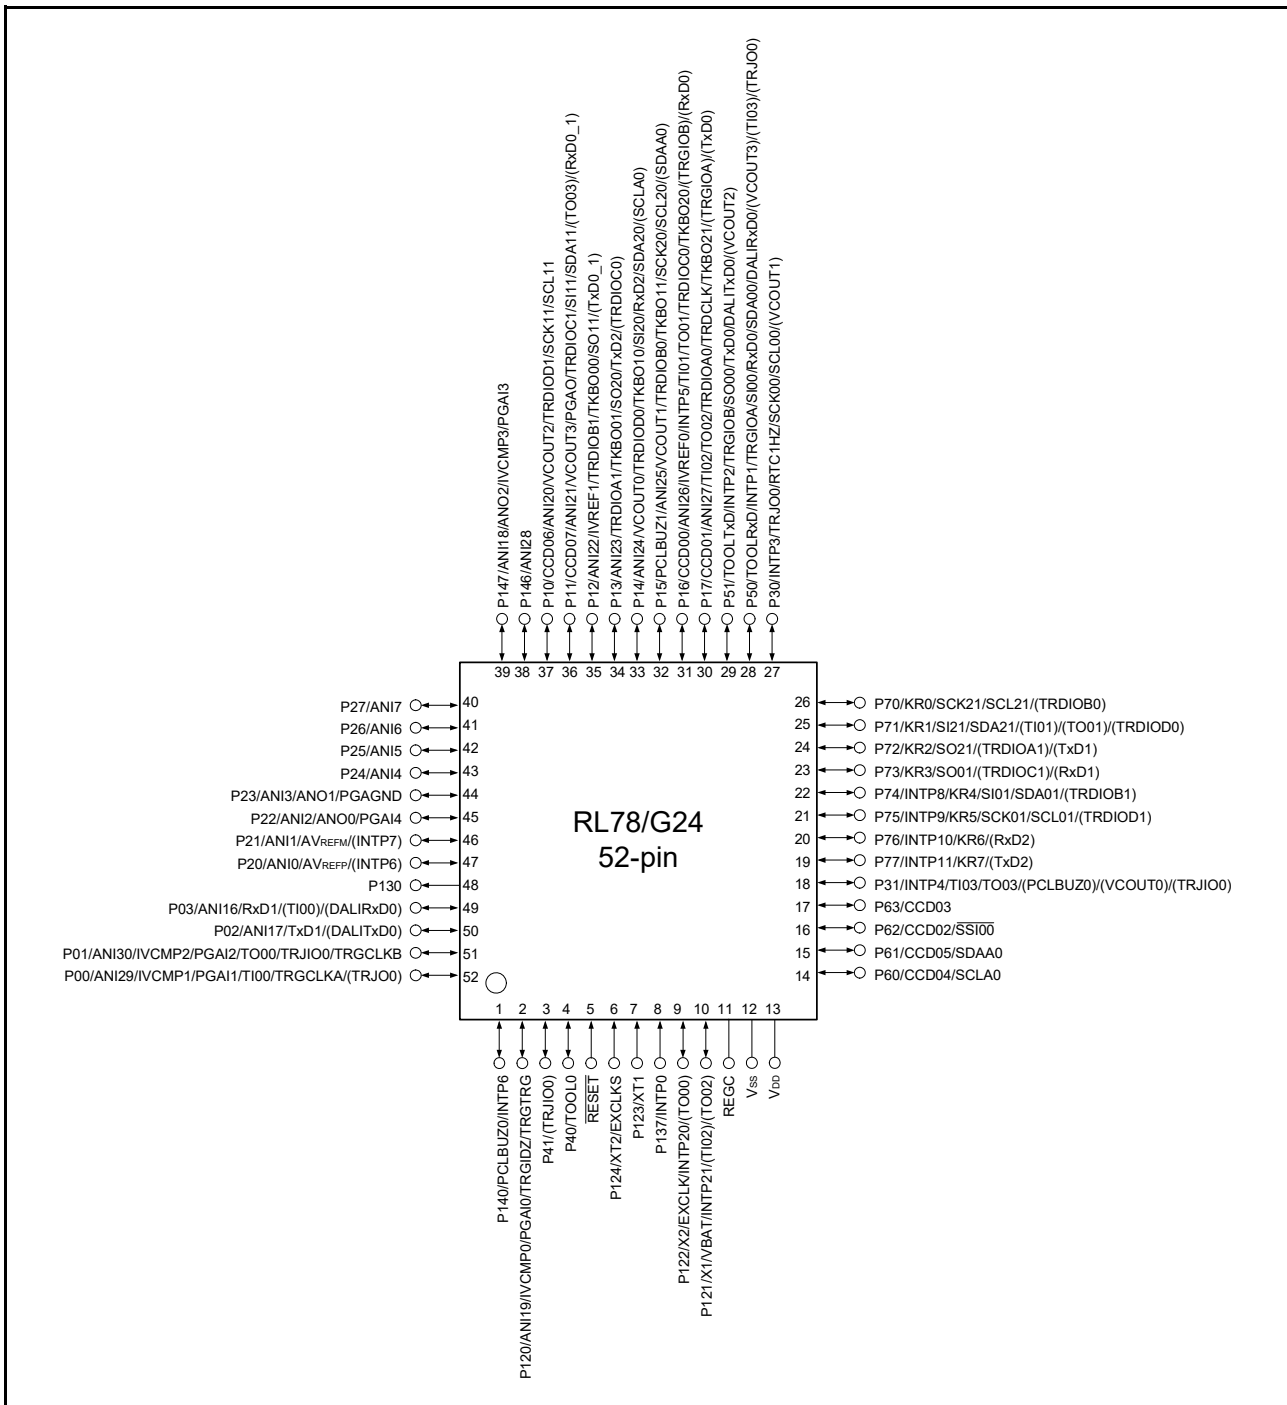 P147/ANI18/ANO2/IVCMP3/PGAI3
P146/ANI28
P10/CCD06/ANI20/VCOUT2/TRDIOD1/SCK11/SCL11
P11/CCD07/ANI21/VCOUT3/PGAO/TRDIOC1/SI11/SDA11/(TO03)/(RxD0_1)
P12/ANI22/IVREF1/TRDIOB1/TKBO00/SO11/(TxD0_1)
P13/ANI23/TRDIOA1/TKBO01/SO20/TxD2/(TRDIOC0)
P14/ANI24/VCOUT0/TRDIOD0/TKBO10/SI20/RxD2/SDA20/(SCLA0)
P15/PCLBUZ1/ANI25/VCOUT1/TRDIOB0/TKBO11/SCK20/SCL20/(SDAA0)
P16/CCD00/ANI26/IVREF0/INTP5/TI01/TO01/TRDIOC0/TKBO20/(TRGIOB)/(RxD0)
P17/CCD01/ANI27/TI02/TO02/TRDIOA0/TRDCLK/TKBO21/(TRGIOA)/(TxD0)
P51/TOOLTxD/INTP2/TRGIOB/SO00/TxD0/DALITxD0/(VCOUT2)
P50/TOOLRxD/INTP1/TRGIOA/SI00/RxD0/SDA00/DALIRxD0/(VCOUT3)/(TI03)/(TRJO0)
P30/INTP3/TRJO0/RTC1HZ/SCK00/SCL00/(VCOUT1)
39 38 37 36 35 34 33 32 31 30 29 28 27
P27/ANI7 40
P26/ANI6 41
P25/ANI5 42
P24/ANI4 43
P23/ANI3/ANO1/PGAGND 44
P22/ANI2/ANO0/PGAI4 45
P21/ANI1/AVREFM/(INTP7) 46
P20/ANI0/AVREFP/(INTP6) 47
P130 48
P03/ANI16/RxD1/(TI00)/(DALIRxD0) 49
P02/ANI17/TxD1/(DALITxD0) 50
P01/ANI30/IVCMP2/PGAI2/TO00/TRJIO0/TRGCLKB 51
P00/ANI29/IVCMP1/PGAI1/TI00/TRGCLKA/(TRJO0) 52
RL78/G24
52-pin
26 P70/KR0/SCK21/SCL21/(TRDIOB0)
25 P71/KR1/SI21/SDA21/(TI01)/(TO01)/(TRDIOD0)
24 P72/KR2/SO21/(TRDIOA1)/(TxD1)
23 P73/KR3/SO01/(TRDIOC1)/(RxD1)
22 P74/INTP8/KR4/SI01/SDA01/(TRDIOB1)
21 P75/INTP9/KR5/SCK01/SCL01/(TRDIOD1)
20 P76/INTP10/KR6/(RxD2)
19 P77/INTP11/KR7/(TxD2)
18 P31/INTP4/TI03/TO03/(PCLBUZ0)/(VCOUT0)/(TRJIO0)
17 P63/CCD03
16 P62/CCD02/SSI00
15 P61/CCD05/SDAA0
14 P60/CCD04/SCLA0
1 2 3 4 5 6 7 8 9 10 11 12 13
P140/PCLBUZ0/INTP6
P120/ANI19/IVCMP0/PGAI0/TRGIDZ/TRGTRG
P41/(TRJIO0)
P40/TOOL0
RESET
P124/XT2/EXCLKS
P123/XT1
P137/INTP0
P122/X2/EXCLK/INTP20/(TO00)
P121/X1/VBAT/INTP21/(TI02)/(TO02)
REGC
VSS
VDD